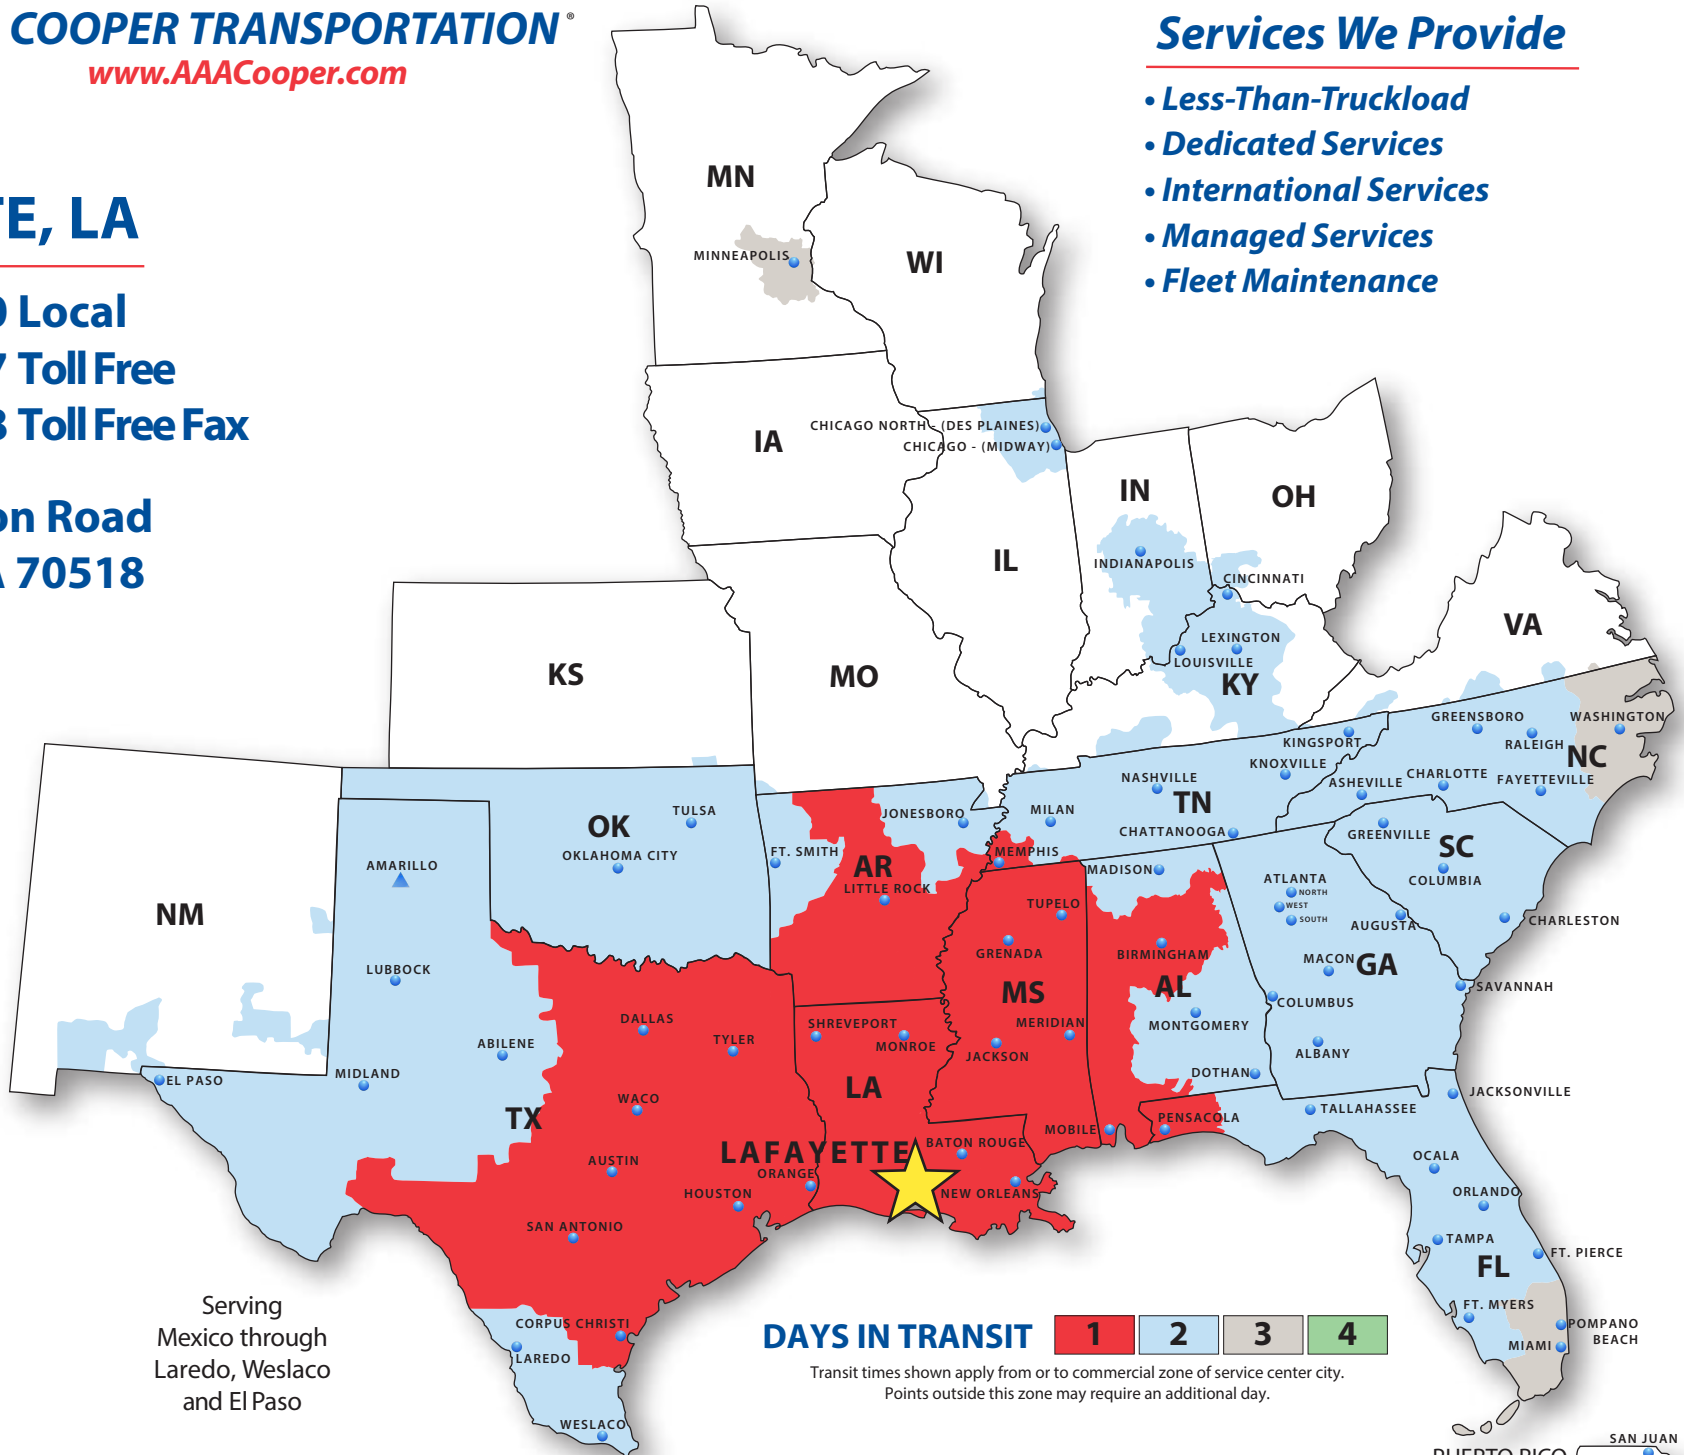 COOPER TRANSPORTATION®
www.AAACooper.com
Services We Provide
• Less-Than-Truckload
• Dedicated Services
• International Services
• Managed Services
• Fleet Maintenance
TE, LA
0 Local
7 Toll Free
8 Toll Free Fax
on Road
A 70518
MN
MINNEAPOLIS
WI
IA
CHICAGO NORTH - (DES PLAINES)
CHICAGO - (MIDWAY)
IL
IN
INDIANAPOLIS
OH
CINCINNATI
LEXINGTON
LOUISVILLE
KY
VA
KS
MO
NM
OK
TULSA
OKLAHOMA CITY
AMARILLO
LUBBOCK
ABILENE
MIDLAND
EL PASO
TX
DALLAS
TYLER
WACO
AUSTIN
HOUSTON
ORANGE
SAN ANTONIO
CORPUS CHRISTI
LAREDO
WESLACO
JONESBORO
FT. SMITH
AR
LITTLE ROCK
SHREVEPORT
MONROE
LA
LAFAYETTE
BATON ROUGE
NEW ORLEANS
MEMPHIS
MILAN
NASHVILLE
TN
CHATTANOOGA
KNOXVILLE
KINGSPORT
TUPELO
GRENADA
MS
MERIDIAN
JACKSON
MADISON
BIRMINGHAM
AL
MONTGOMERY
DOTHAN
MOBILE
PENSACOLA
GREENSBORO
RALEIGH
WASHINGTON
NC
ASHEVILLE
CHARLOTTE
FAYETTEVILLE
GREENVILLE
SC
COLUMBIA
CHARLESTON
ATLANTA
NORTH
WEST
SOUTH
AUGUSTA
MACON
GA
COLUMBUS
SAVANNAH
ALBANY
TALLAHASSEE
JACKSONVILLE
OCALA
ORLANDO
TAMPA
FT. PIERCE
FL
FT. MYERS
POMPANO
BEACH
MIAMI
Serving
Mexico through
Laredo, Weslaco
and El Paso
DAYS IN TRANSIT 1 2 3 4
Transit times shown apply from or to commercial zone of service center city.
Points outside this zone may require an additional day.
SAN JUAN
PUERTO RICO